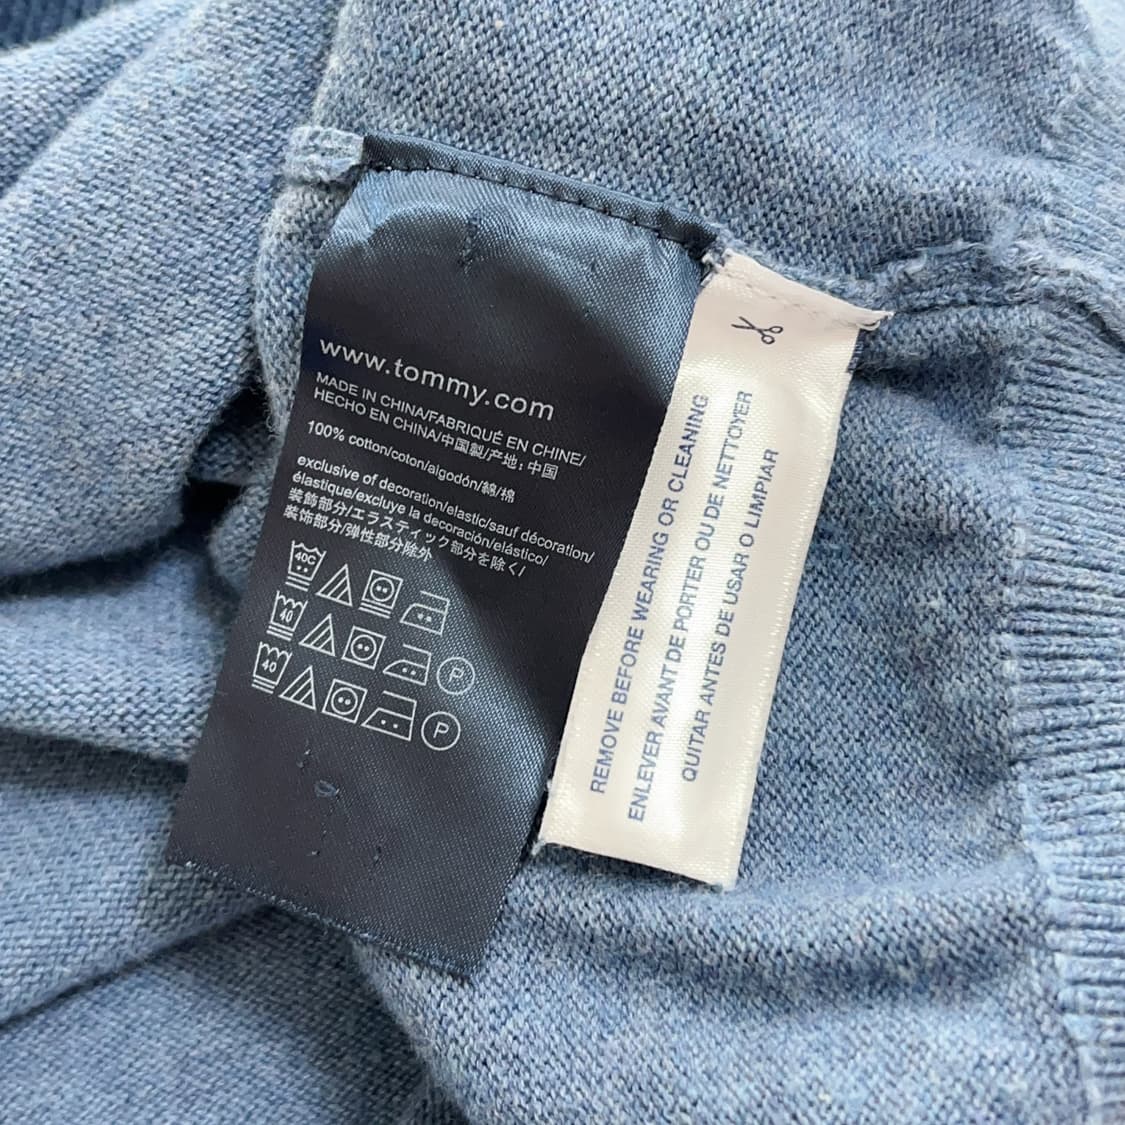 www.tommy.com
MADE IN CHINA/FABRIQUÉ EN CHINE/
HECHO EN CHINA/中国製/产地: 中国
100% cotton/coton/algodón/綿/棉
exclusive of decoration/elastic/sauf décoration/
élastique/excluye la decoración/elástico/
装飾部分/エラスティック部分を除く/
装饰部分/弹性部分除外
40C
40
P
40
P
REMOVE BEFORE WEARING OR CLEANING
ENLEVER AVANT DE PORTER OU DE NETTOYER
QUITAR ANTES DE USAR O LIMPIAR